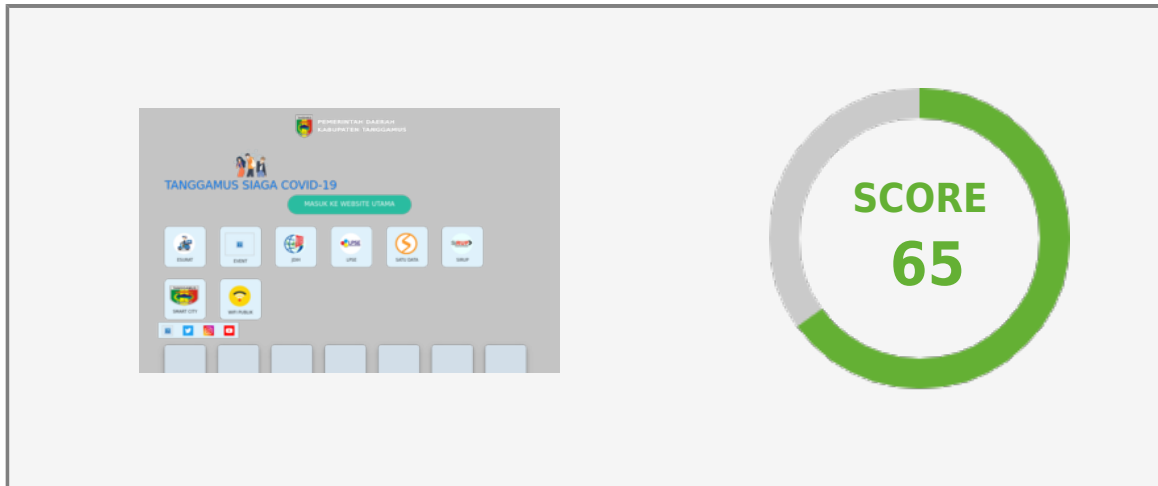 PEMERINTAH DAERAH
KABUPATEN TANGGAMUS
TANGGAMUS SIAGA COVID-19
MASUK KE WEBSITE UTAMA
EVENT
JDIH
LPSE
SATU DATA
SIRUP
SMART CITY
WIFI PUBLIK
SCORE
65